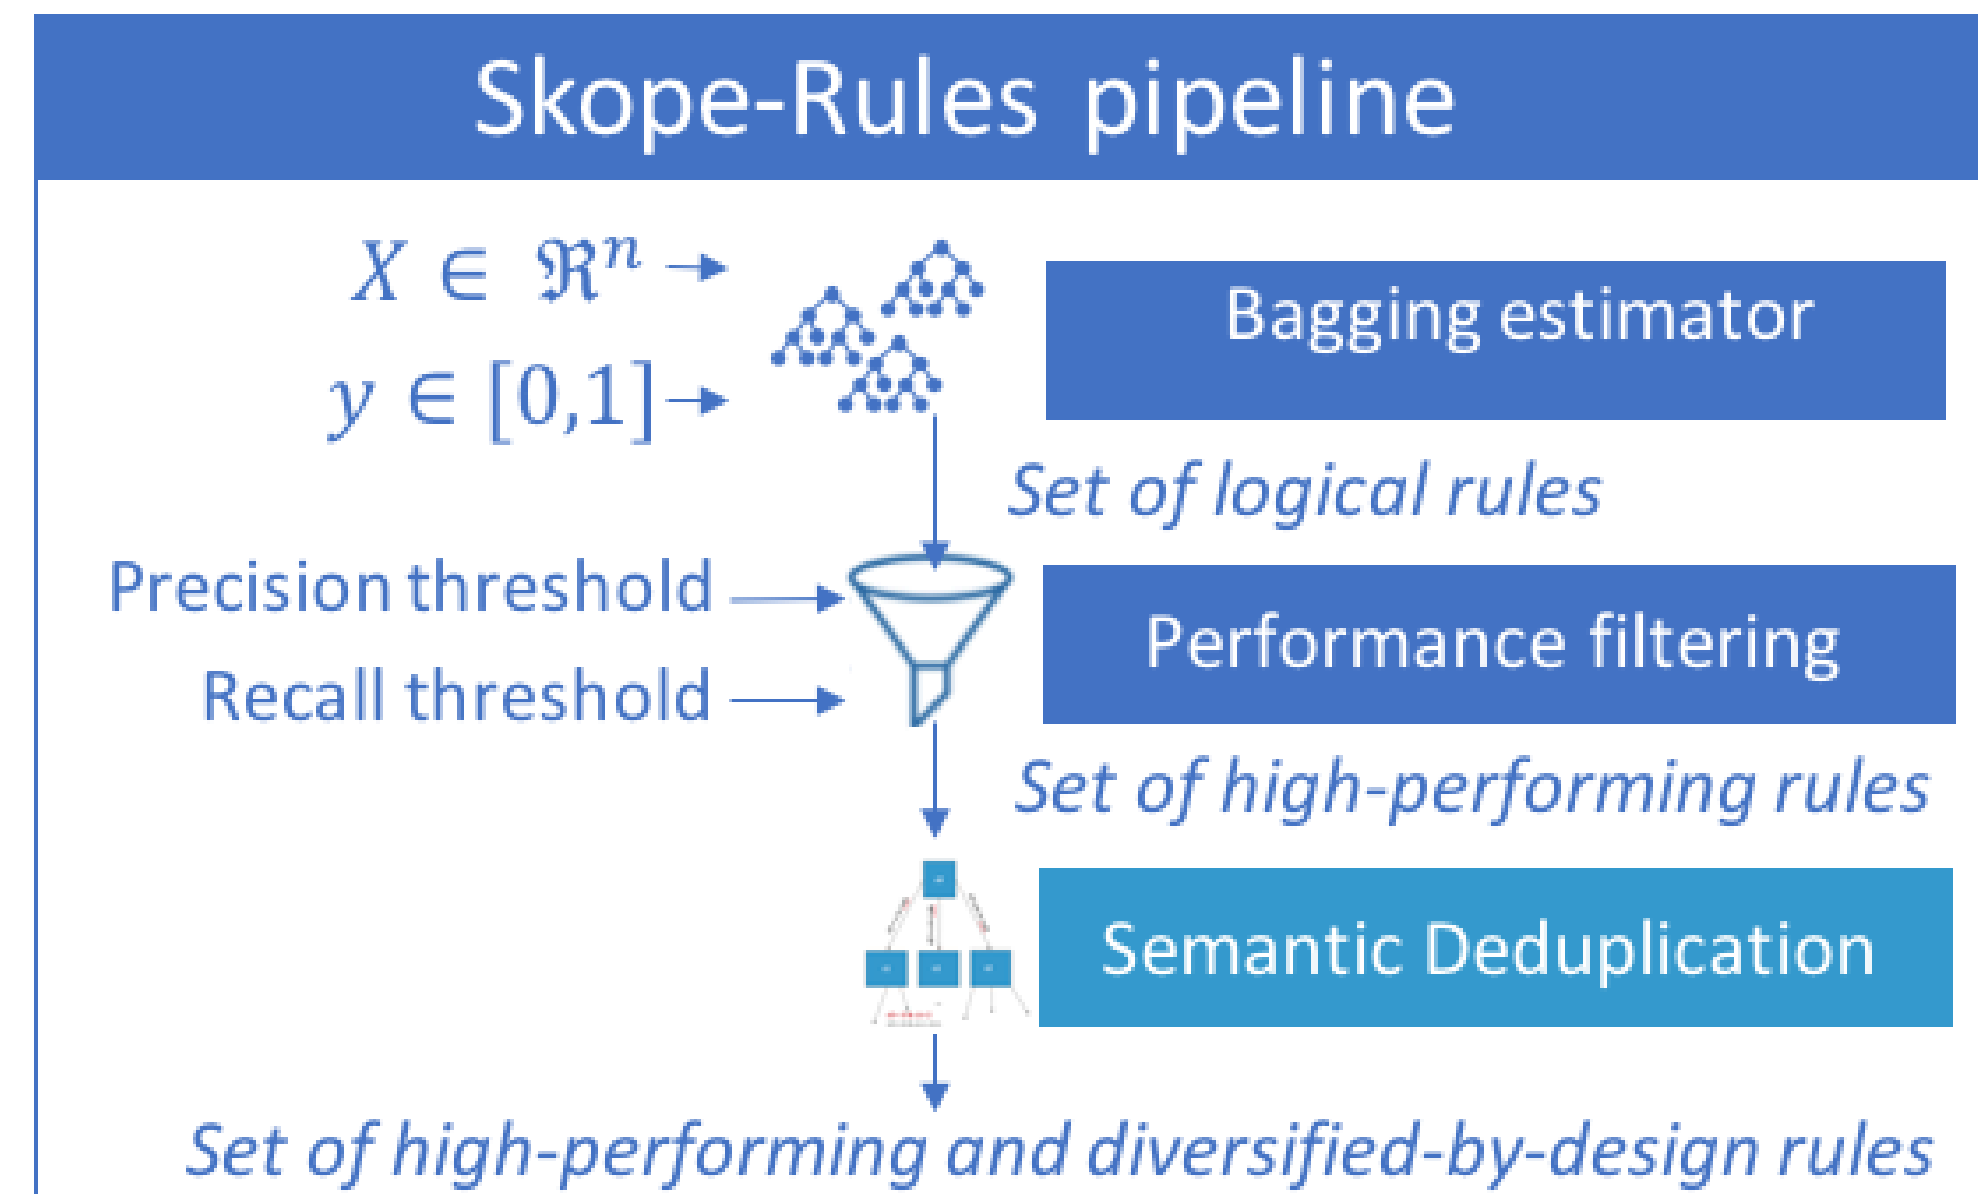 Skope-Rules pipeline
X ∈ ℜⁿ
Bagging estimator
y ∈ [0,1]
Set of logical rules
Precision threshold
Performance filtering
Recall threshold
Set of high-performing rules
Semantic Deduplication
Set of high-performing and diversified-by-design rules